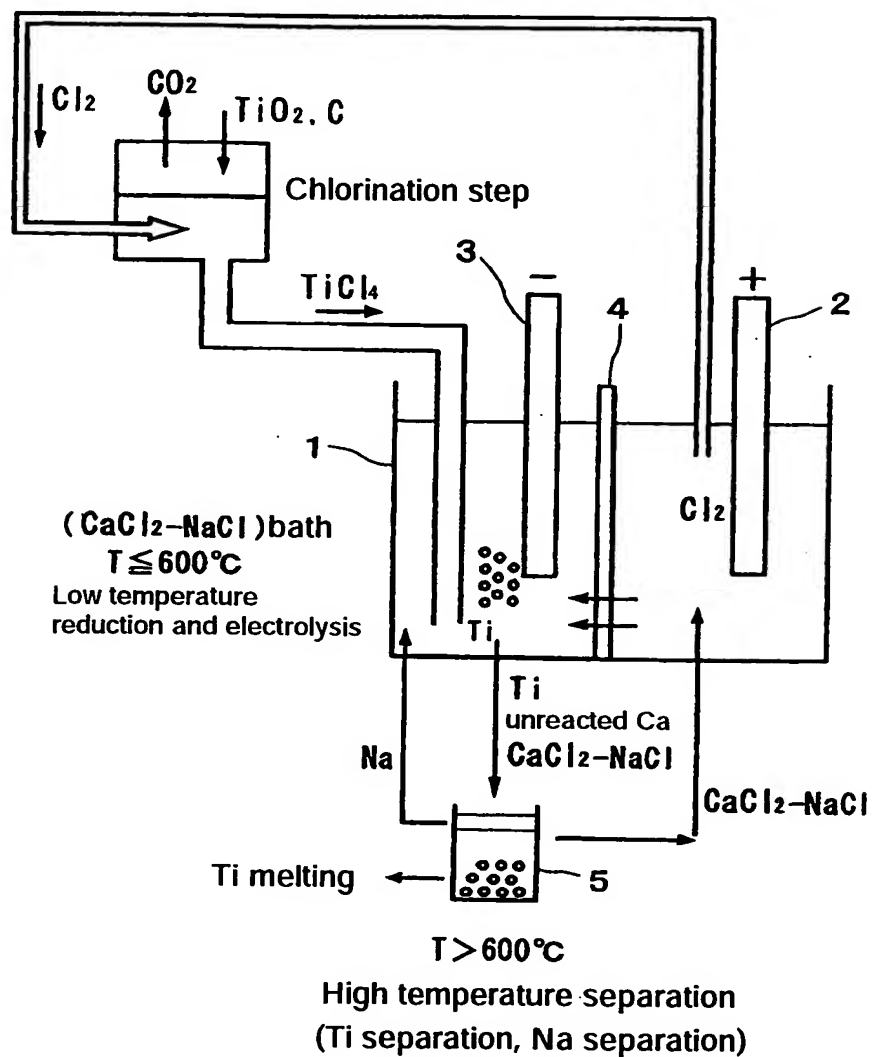 Cl2
CO2
TiO2. C
Chlorination step
TiCl4
3
−
4
+
2
1
(CaCl2-NaCl)bath
T≦600℃
Low temperature
reduction and electrolysis
Cl2
Ti
Ti
unreacted Ca
CaCl2-NaCl
Na
CaCl2-NaCl
Ti melting
5
T>600℃
High temperature separation
(Ti separation, Na separation)